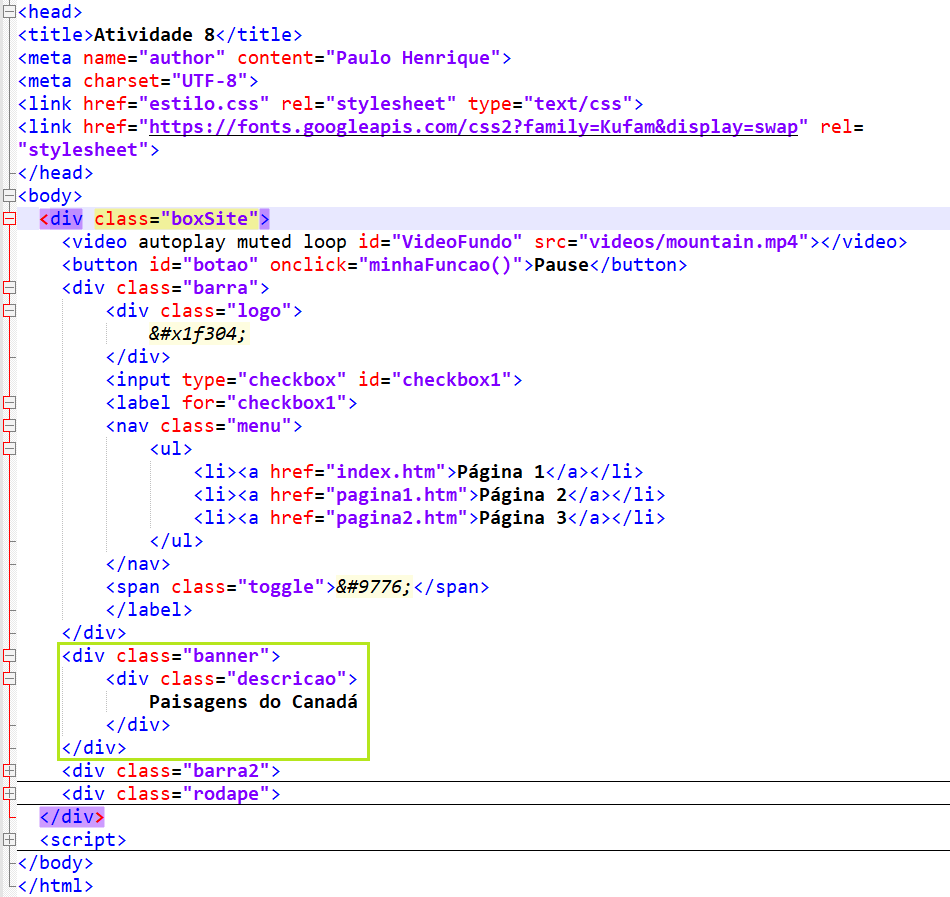 <head>
<title>Atividade 8</title>
<meta name="author" content="Paulo Henrique">
<meta charset="UTF-8">
<link href="estilo.css" rel="stylesheet" type="text/css">
<link href="https://fonts.googleapis.com/css2?family=Kufam&display=swap" rel=
"stylesheet">
</head>
<body>
<div class="boxSite">
<video autoplay muted loop id="VideoFundo" src="videos/mountain.mp4"></video>
<button id="botao" onclick="minhaFuncao()">Pause</button>
<div class="barra">
<div class="logo">
&#x1f304;
</div>
<input type="checkbox" id="checkbox1">
<label for="checkbox1">
<nav class="menu">
<ul>
<li><a href="index.htm">Página 1</a></li>
<li><a href="pagina1.htm">Página 2</a></li>
<li><a href="pagina2.htm">Página 3</a></li>
</ul>
</nav>
<span class="toggle">&#9776;</span>
</label>
</div>
<div class="banner">
<div class="descricao">
Paisagens do Canadá
</div>
</div>
<div class="barra2">
<div class="rodape">
</div>
<script>
</body>
</html>